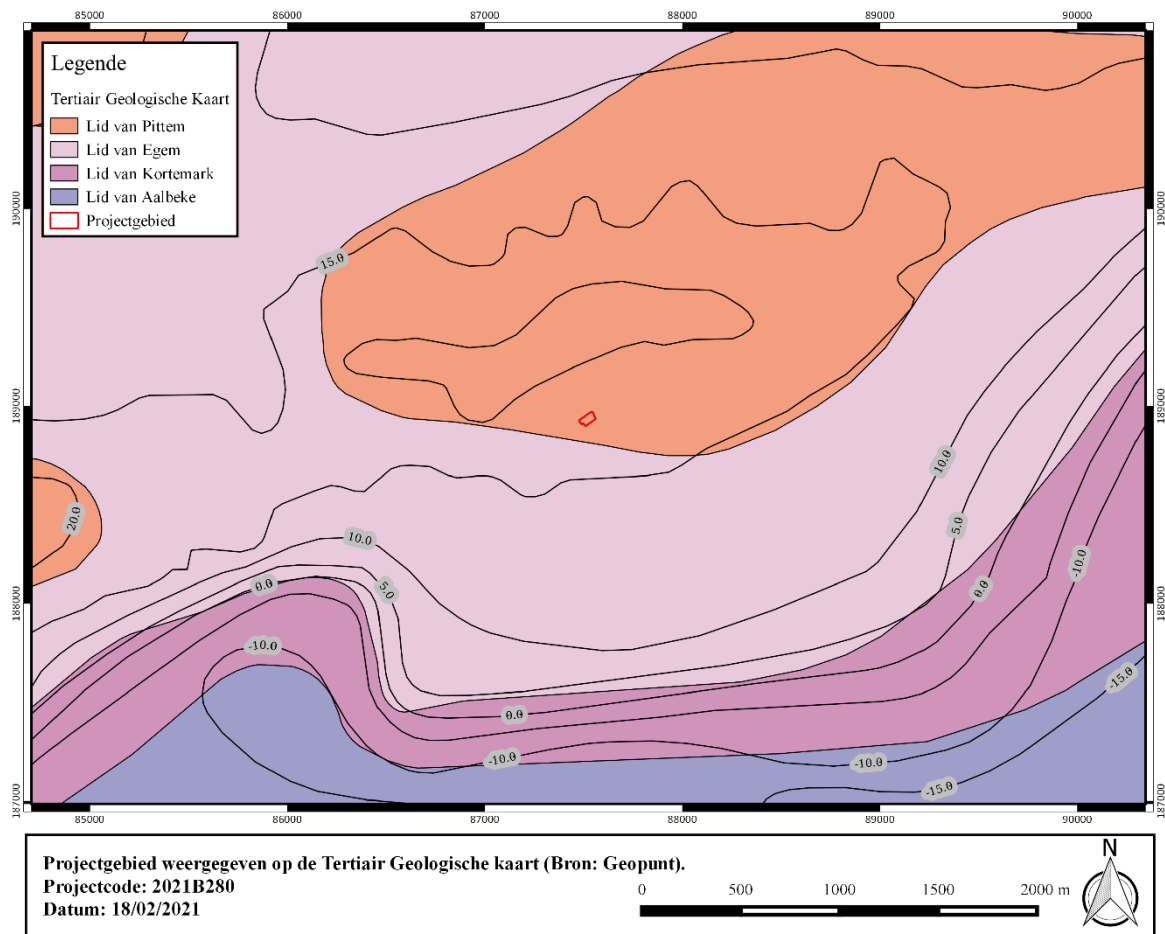 85000 86000 87000 88000 89000 90000
Legende
Tertiair Geologische Kaart
Lid van Pittem
Lid van Egem
Lid van Kortemark
Lid van Aalbeke
Projectgebied
190000 190000
15.0
189000 189000
10.0
20.0
5.0
10.0
-10.0
188000 0.0 5.0 0.0 188000
-10.0
-15.0
0.0
-10.0 -10.0
-15.0
187000 187000
85000 86000 87000 88000 89000 90000
Projectgebied weergegeven op de Tertiair Geologische kaart (Bron: Geopunt).
Projectcode: 2021B280
Datum: 18/02/2021
0 500 1000 1500 2000 m
N